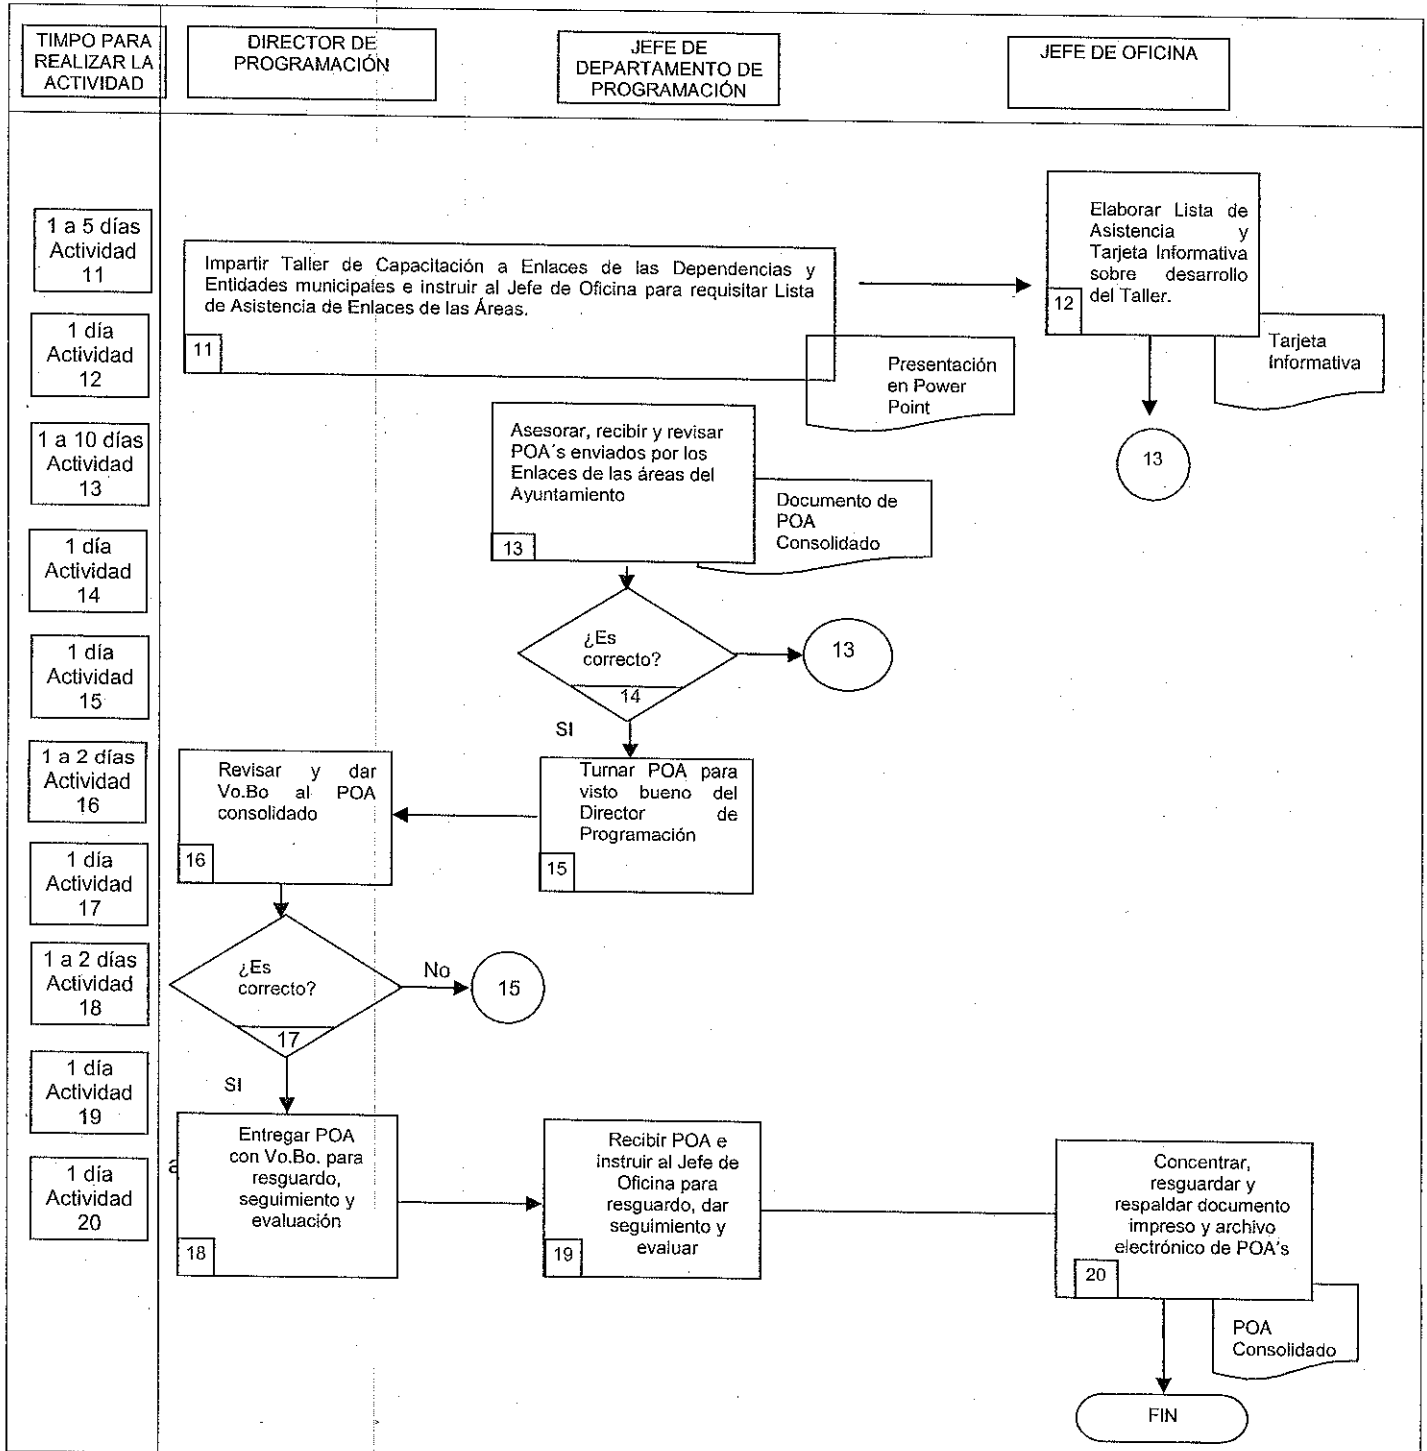 TIMPO PARA
REALIZAR LA
ACTIVIDAD
DIRECTOR DE
PROGRAMACIÓN
JEFE DE
DEPARTAMENTO DE
PROGRAMACIÓN
JEFE DE OFICINA
1 a 5 días
Actividad
11
Impartir Taller de Capacitación a Enlaces de las Dependencias y
Entidades municipales e instruir al Jefe de Oficina para requisitar Lista
de Asistencia de Enlaces de las Áreas.
11
Presentación
en Power
Point
Elaborar Lista de
Asistencia y
Tarjeta Informativa
sobre desarrollo
del Taller.
12
Tarjeta
Informativa
13
1 día
Actividad
12
1 a 10 días
Actividad
13
Asesorar, recibir y revisar
POA´s enviados por los
Enlaces de las áreas del
Ayuntamiento
13
Documento de
POA
Consolidado
1 día
Actividad
14
¿Es
correcto?
14
13
SI
1 día
Actividad
15
Turnar POA para
visto bueno del
Director de
Programación
15
1 a 2 días
Actividad
16
Revisar y dar
Vo.Bo al POA
consolidado
16
1 día
Actividad
17
¿Es
correcto?
17
No
15
SI
1 a 2 días
Actividad
18
Entregar POA
con Vo.Bo. para
resguardo,
seguimiento y
evaluación
18
1 día
Actividad
19
Recibir POA e
instruir al Jefe de
Oficina para
resguardo, dar
seguimiento y
evaluar
19
1 día
Actividad
20
a
Concentrar,
resguardar y
respaldar documento
impreso y archivo
electrónico de POA´s
20
POA
Consolidado
FIN